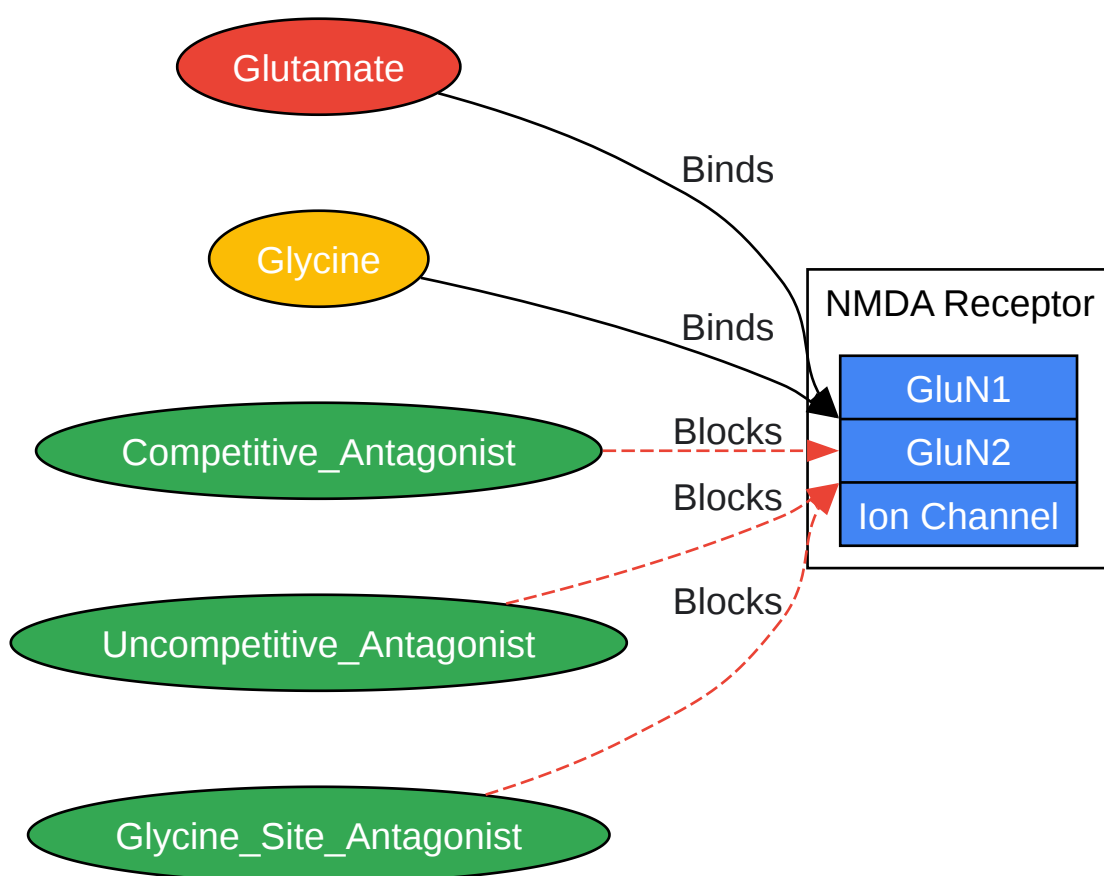 Glutamate
Binds
Glycine
Binds
NMDA Receptor
GluN1
GluN2
Ion Channel
Competitive_Antagonist
Blocks
Blocks
Uncompetitive_Antagonist
Blocks
Glycine_Site_Antagonist